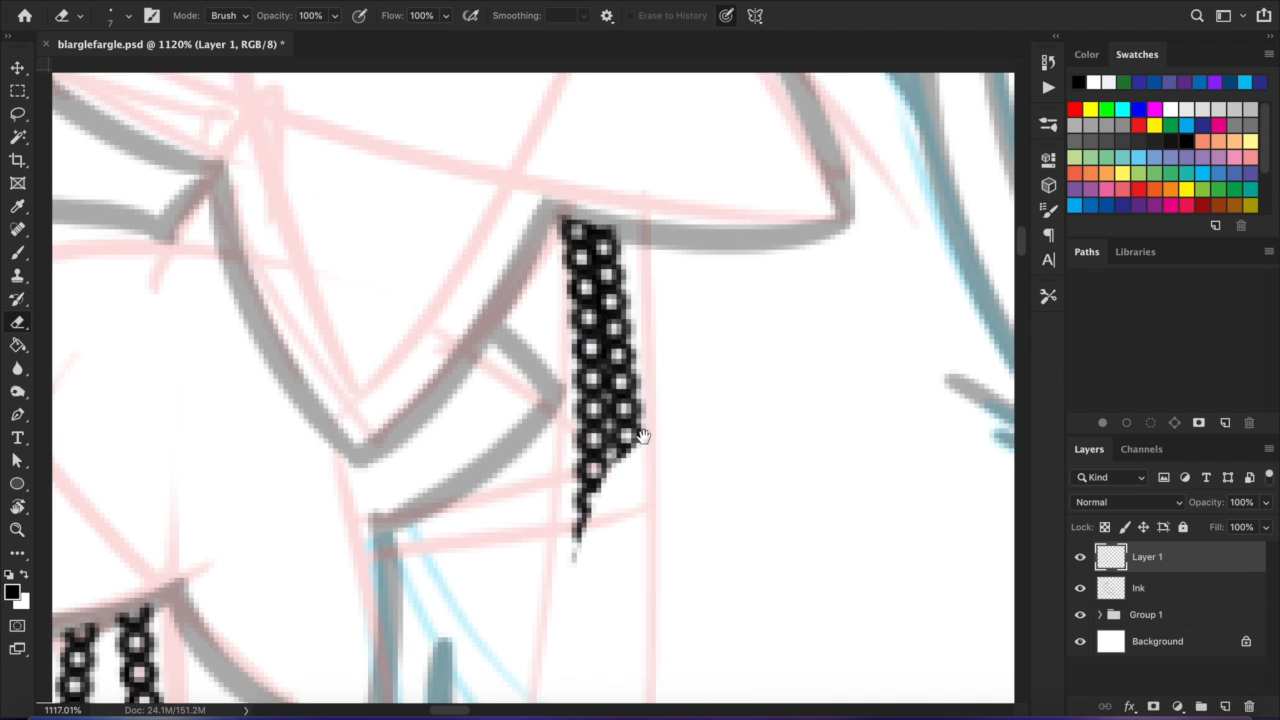 7
Mode: Brush Opacity: 100% Flow: 100% Smoothing: Erase to History
blarglefargle.psd @ 1120% (Layer 1, RGB/8) *
Color Swatches
Paths Libraries
Layers Channels
Kind
Normal Opacity: 100%
Lock: Fill: 100%
Layer 1
Ink
Group 1
Background
1117.01% Doc: 24.1M/151.2M